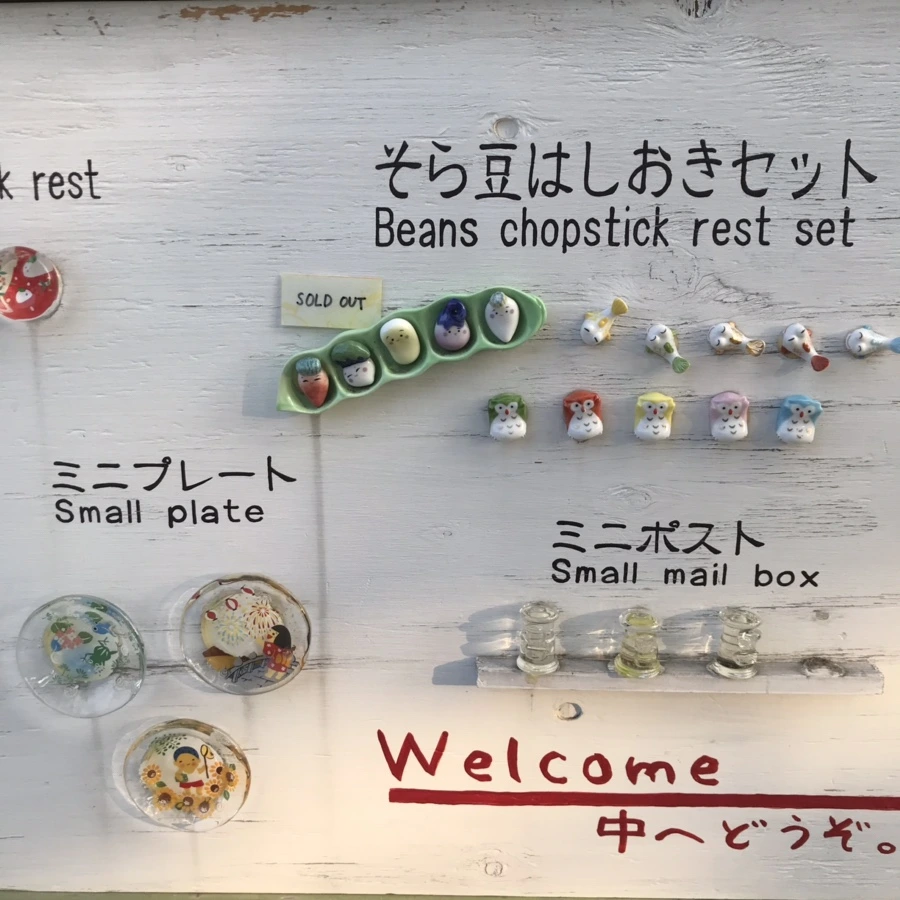 rest
そら豆はしおきセット
Beans chopstick rest set
SOLD OUT
ミニプレート
Small plate
ミニポスト
Small mail box
Welcome
中へどうぞ。